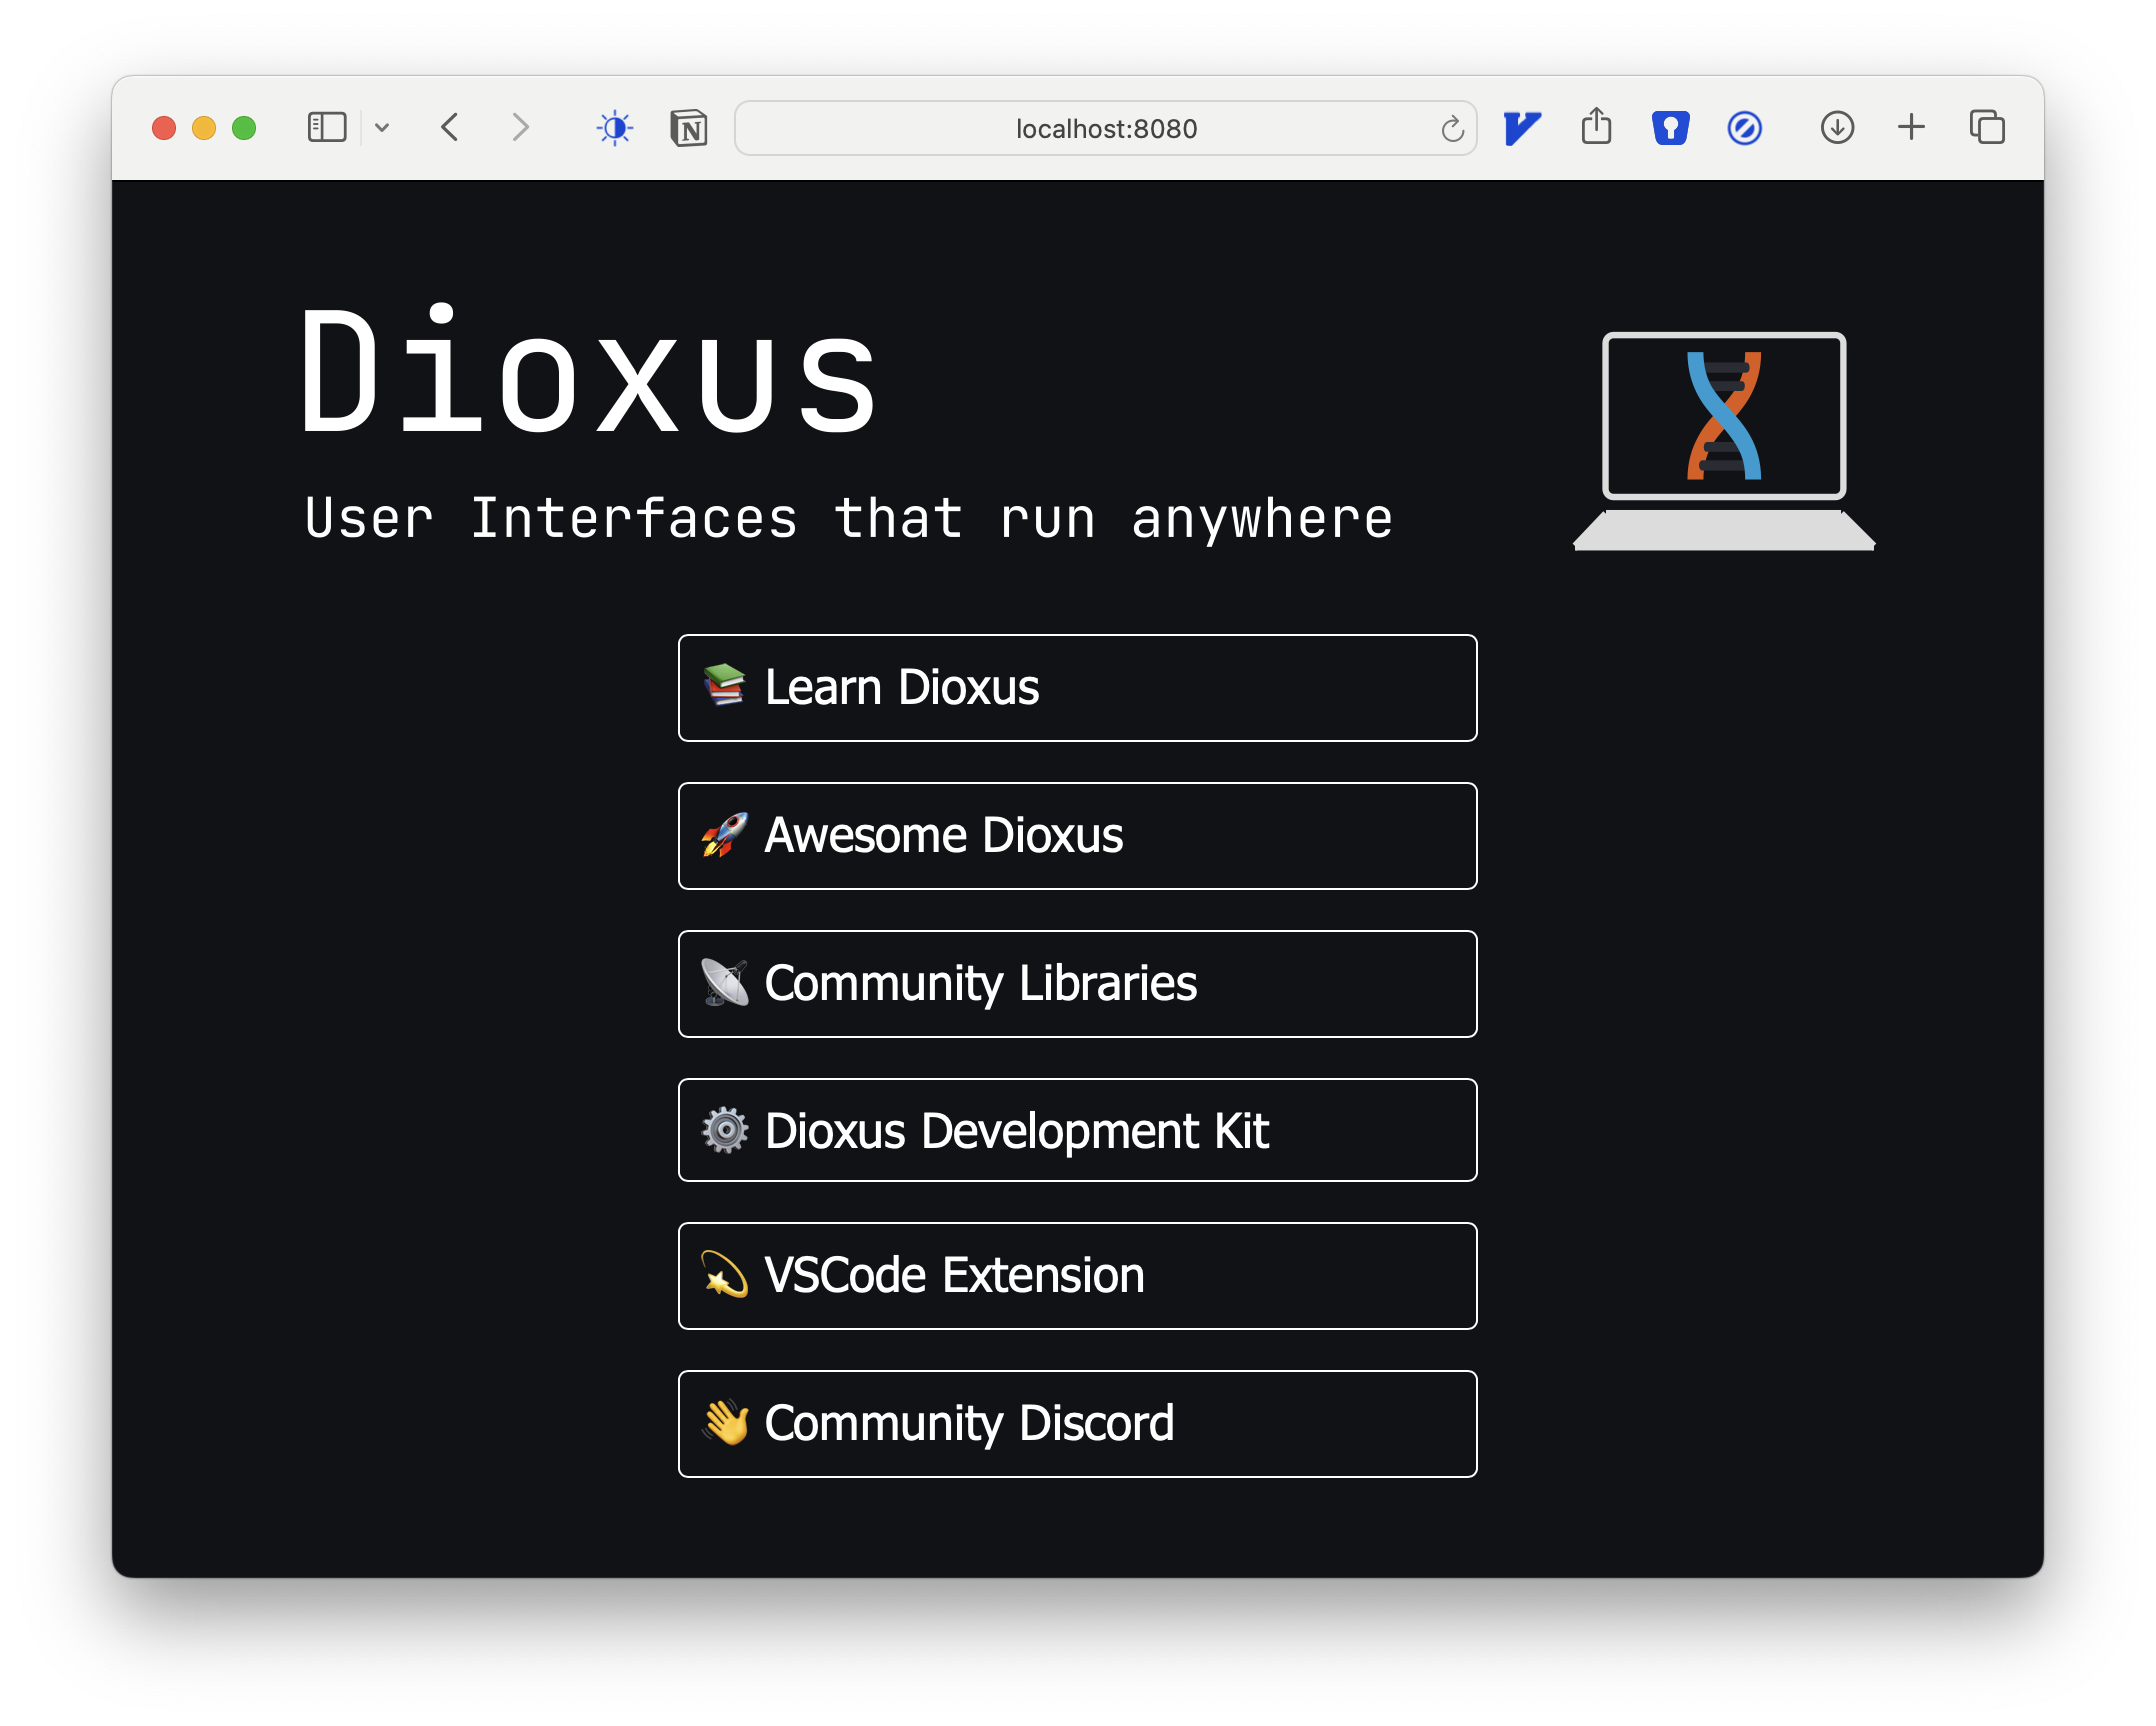 localhost:8080
Dioxus
User Interfaces that run anywhere
📚 Learn Dioxus
🚀 Awesome Dioxus
📡 Community Libraries
⚙️ Dioxus Development Kit
💫 VSCode Extension
👋 Community Discord